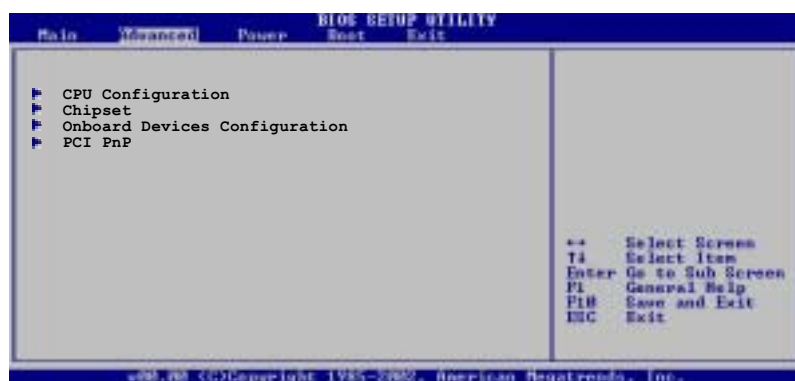 BIOS SETUP UTILITY
Main Advanced Power Boot Exit
CPU Configuration
Chipset
Onboard Devices Configuration
PCI PnP
←→ Select Screen
↑↓ Select Item
Enter Go to Sub Screen
F1 General Help
F10 Save and Exit
ESC Exit
(C)Copyright 1985-2002, American Megatrends, Inc.